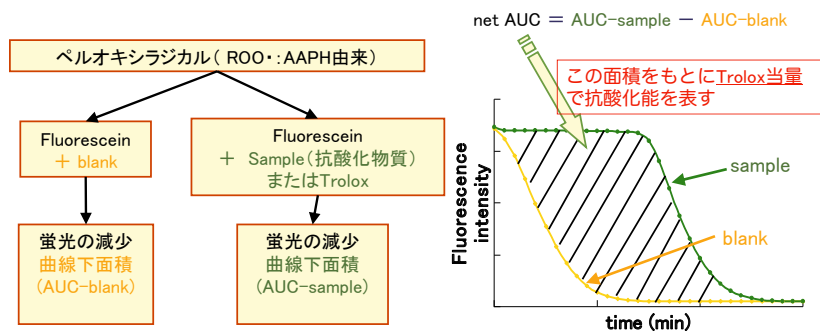 net AUC = AUC-sample − AUC-blank
ペルオキシラジカル( ROO・:AAPH由来)
この面積をもとにTrolox当量
で抗酸化能を表す
Fluorescein
+ blank
Fluorescein
+ Sample(抗酸化物質)
またはTrolox
蛍光の減少
曲線下面積
(AUC-blank)
蛍光の減少
曲線下面積
(AUC-sample)
Fluorescence
intensity
sample
blank
time (min)